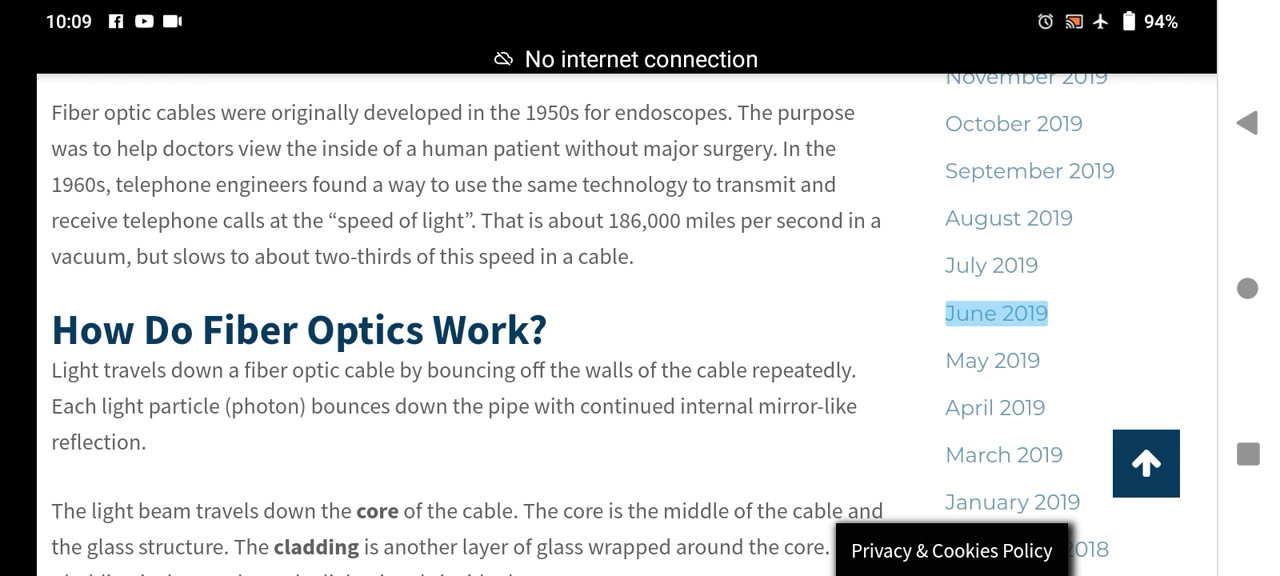 10:09
94%
No internet connection
Fiber optic cables were originally developed in the 1950s for endoscopes. The purpose
was to help doctors view the inside of a human patient without major surgery. In the
1960s, telephone engineers found a way to use the same technology to transmit and
receive telephone calls at the “speed of light”. That is about 186,000 miles per second in a
vacuum, but slows to about two-thirds of this speed in a cable.
How Do Fiber Optics Work?
Light travels down a fiber optic cable by bouncing off the walls of the cable repeatedly.
Each light particle (photon) bounces down the pipe with continued internal mirror-like
reflection.
The light beam travels down the core of the cable. The core is the middle of the cable and
the glass structure. The cladding is another layer of glass wrapped around the core.
November 2019
October 2019
September 2019
August 2019
July 2019
June 2019
May 2019
April 2019
March 2019
January 2019
2018
Privacy & Cookies Policy